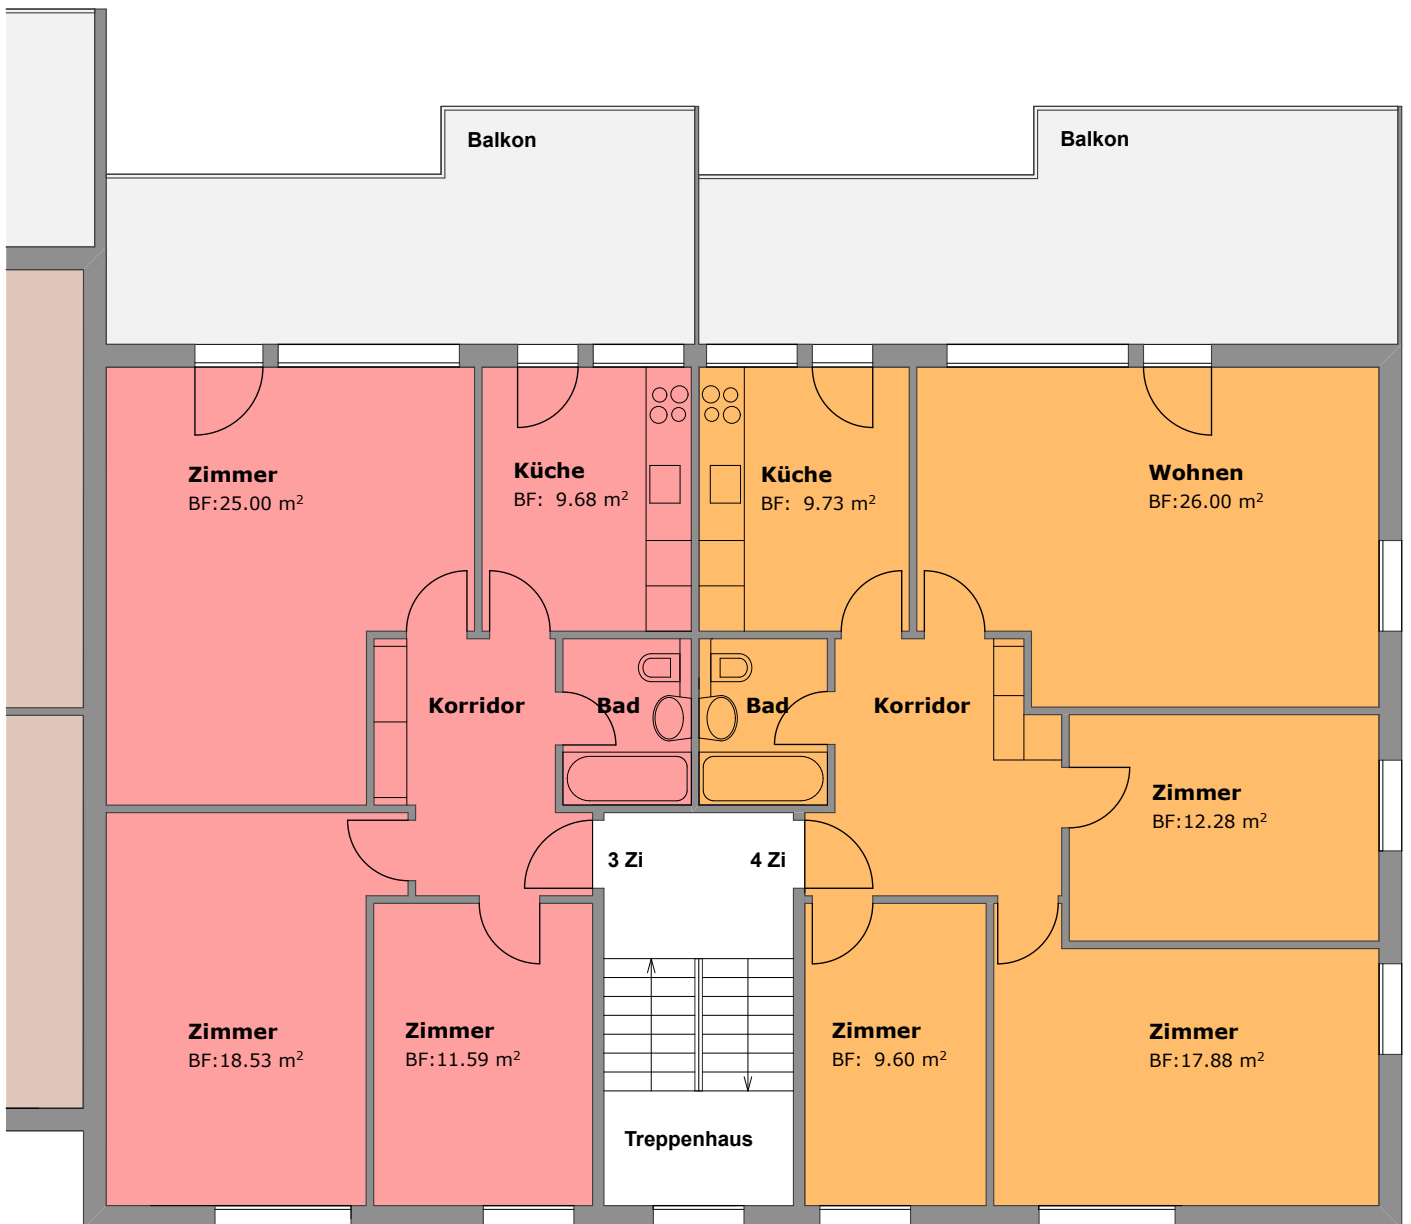 Balkon
Balkon
Zimmer
BF:25.00 m²
Küche
BF: 9.68 m²
Küche
BF: 9.73 m²
Wohnen
BF:26.00 m²
Korridor
Bad
Bad
Korridor
Zimmer
BF:12.28 m²
3 Zi
4 Zi
Zimmer
BF:18.53 m²
Zimmer
BF:11.59 m²
Zimmer
BF: 9.60 m²
Zimmer
BF:17.88 m²
Treppenhaus